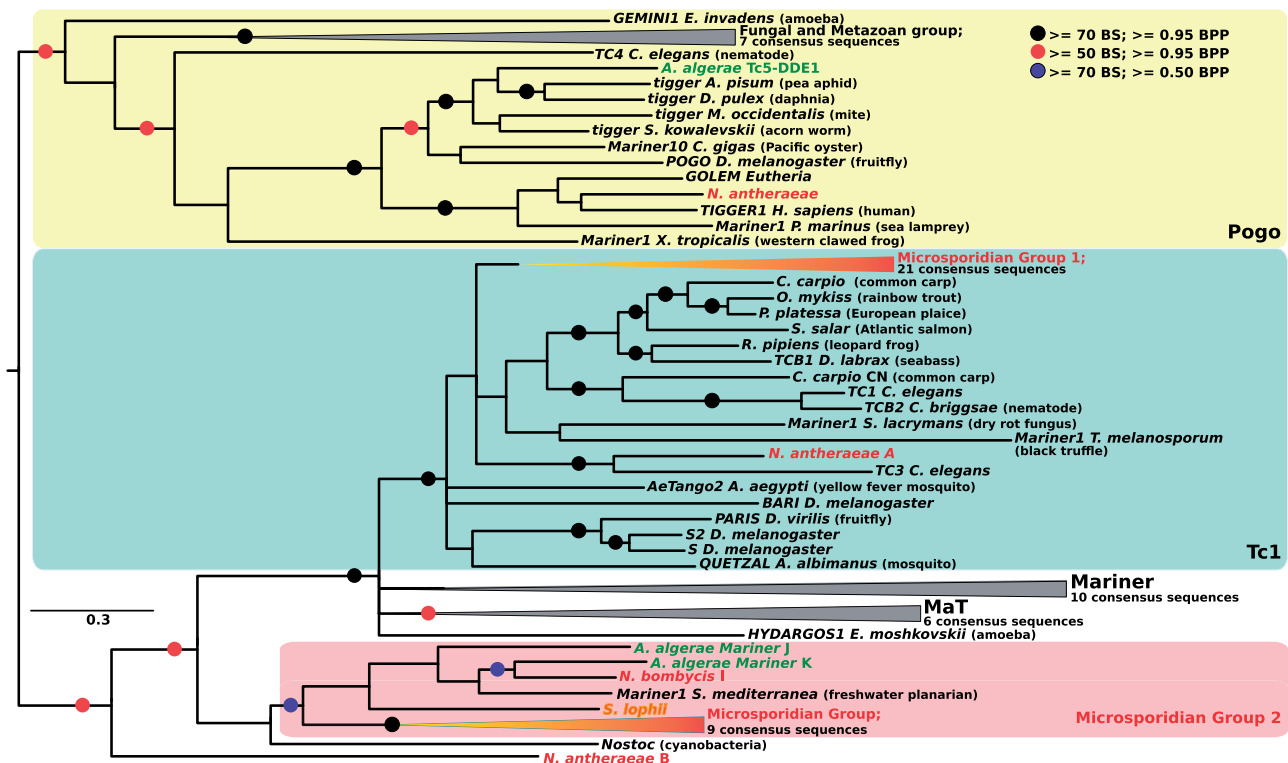 GEMINI1 E. invadens (amoeba)
Fungal and Metazoan group;
7 consensus sequences
TC4 C. elegans (nematode)
A. algerae Tc5-DDE1
tigger A. pisum (pea aphid)
tigger D. pulex (daphnia)
tigger M. occidentalis (mite)
tigger S. kowalevskii (acorn worm)
Mariner10 C. gigas (Pacific oyster)
POGO D. melanogaster (fruitfly)
GOLEM Eutheria
N. antheraeae
TIGGER1 H. sapiens (human)
Mariner1 P. marinus (sea lamprey)
Mariner1 X. tropicalis (western clawed frog)
>= 70 BS; >= 0.95 BPP
>= 50 BS; >= 0.95 BPP
>= 70 BS; >= 0.50 BPP
Pogo
Microsporidian Group 1;
21 consensus sequences
C. carpio (common carp)
O. mykiss (rainbow trout)
P. platessa (European plaice)
S. salar (Atlantic salmon)
R. pipiens (leopard frog)
TCB1 D. labrax (seabass)
C. carpio CN (common carp)
TC1 C. elegans
TCB2 C. briggsae (nematode)
Mariner1 S. lacrymans (dry rot fungus)
Mariner1 T. melanosporum
(black truffle)
N. antheraeae A
TC3 C. elegans
AeTango2 A. aegypti (yellow fever mosquito)
BARI D. melanogaster
PARIS D. virilis (fruitfly)
S2 D. melanogaster
S D. melanogaster
QUETZAL A. albimanus (mosquito)
Tc1
Mariner
10 consensus sequences
MaT
6 consensus sequences
HYDARGOS1 E. moshkovskii (amoeba)
0.3
A. algerae Mariner J
A. algerae Mariner K
N. bombycis I
Mariner1 S. mediterranea (freshwater planarian)
S. lophii
Microsporidian Group;
9 consensus sequences
Microsporidian Group 2
Nostoc (cyanobacteria)
N. antheraeae B